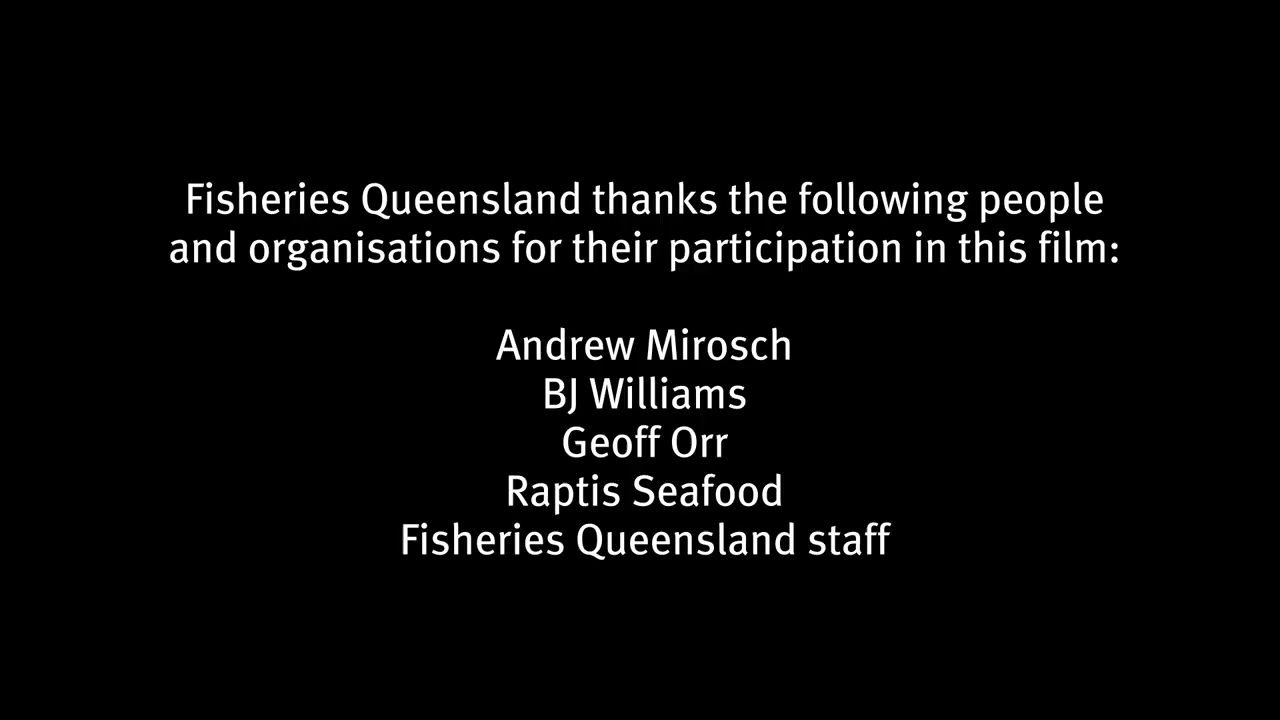 Fisheries Queensland thanks the following people
and organisations for their participation in this film:
Andrew Mirosch
BJ Williams
Geoff Orr
Raptis Seafood
Fisheries Queensland staff